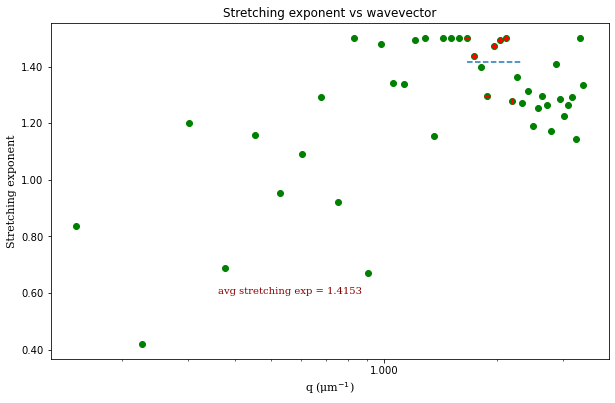 Stretching exponent vs wavevector
Stretching exponent
1.40
1.20
1.00
0.80
0.60
0.40
avg stretching exp = 1.4153
1.000
q (μm⁻¹)